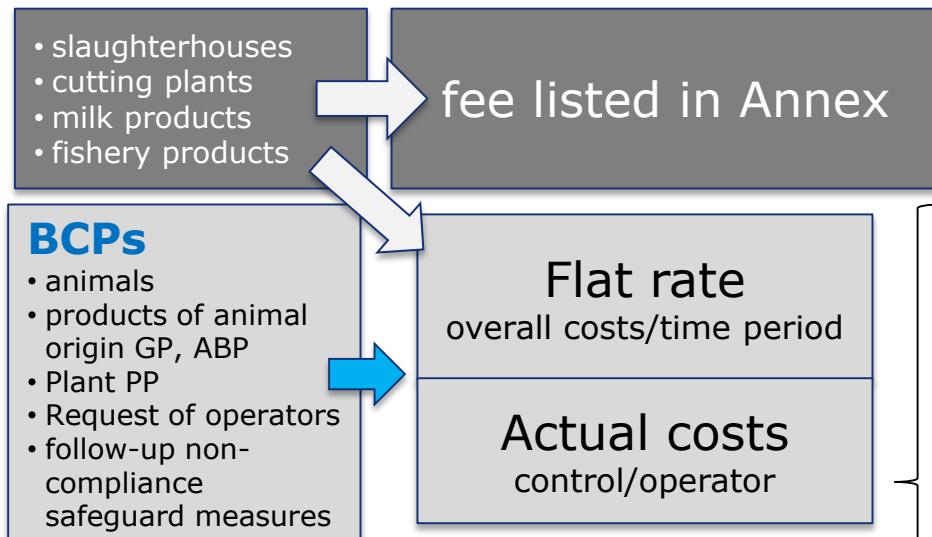 • slaughterhouses
• cutting plants
• milk products
• fishery products
fee listed in Annex
BCPs
• animals
• products of animal
origin GP, ABP
• Plant PP
• Request of operators
• follow-up non-
compliance
safeguard measures
Flat rate
overall costs/time period
Actual costs
control/operator